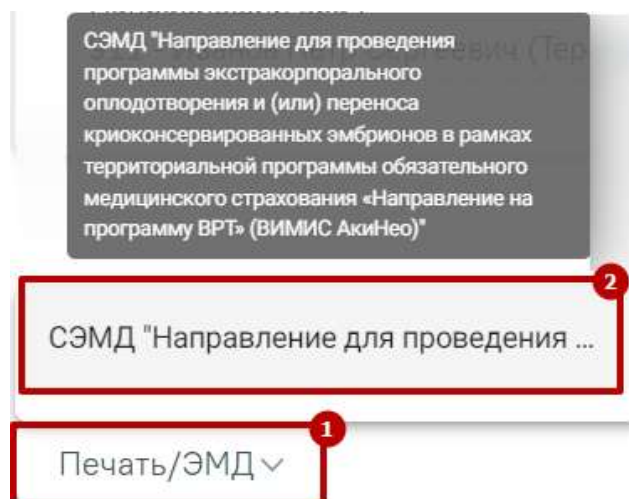 СЭМД "Направление для проведения
программы экстракорпорального
оплодотворения и (или) переноса
криоконсервированных эмбрионов в рамках
территориальной программы обязательного
медицинского страхования «Направление на
программу ВРТ» (ВИМИС АкиНео)"
2
СЭМД "Направление для проведения ...
1
Печать/ЭМД